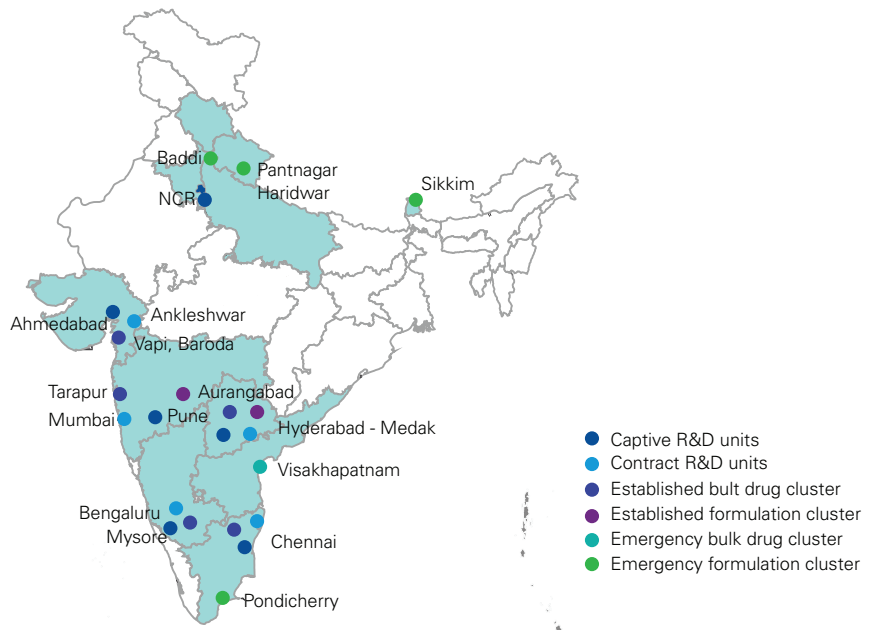 Baddi
Pantnagar
Haridwar
NCR
Sikkim
Ahmedabad
Ankleshwar
Vapi, Baroda
Tarapur
Aurangabad
Mumbai
Pune
Hyderabad - Medak
Visakhapatnam
Bengaluru
Mysore
Chennai
Pondicherry
Captive R&D units
Contract R&D units
Established bult drug cluster
Established formulation cluster
Emergency bulk drug cluster
Emergency formulation cluster